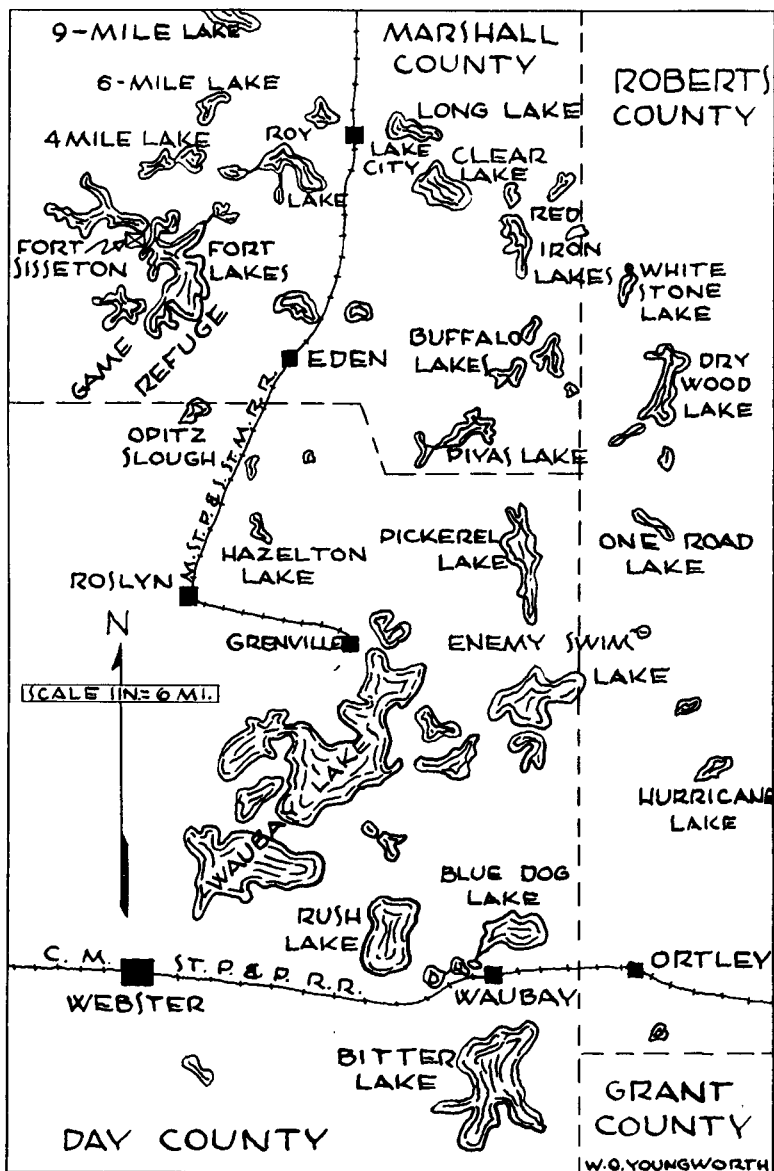 9-MILE LAKE
MARSHALL
COUNTY
ROBERTS
COUNTY
6-MILE LAKE
LONG LAKE
4 MILE LAKE
ROY
LAKE
LAKE
CITY
CLEAR
LAKE
RED
IRON
LAKES
FORT
SISSETON
FORT
LAKES
WHITE
STONE
LAKE
GAME
REFUGE
EDEN
BUFFALO
LAKES
DRY
WOOD
LAKE
OPITZ
SLOUGH
M. ST. P. & S. ST. M. R. R.
PIYAS LAKE
HAZELTON
LAKE
PICKEREL
LAKE
ONE ROAD
LAKE
ROSLYN
N
GRENVILLE
ENEMY SWIM
LAKE
SCALE 1IN.= 6 MI.
WAUBAY LAKE
HURRICANE
LAKE
BLUE DOG
LAKE
RUSH
LAKE
C. M. ST. P. & P. R. R.
WEBSTER
WAUBAY
ORTLEY
BITTER
LAKE
GRANT
COUNTY
DAY COUNTY
W.O. YOUNGWORTH